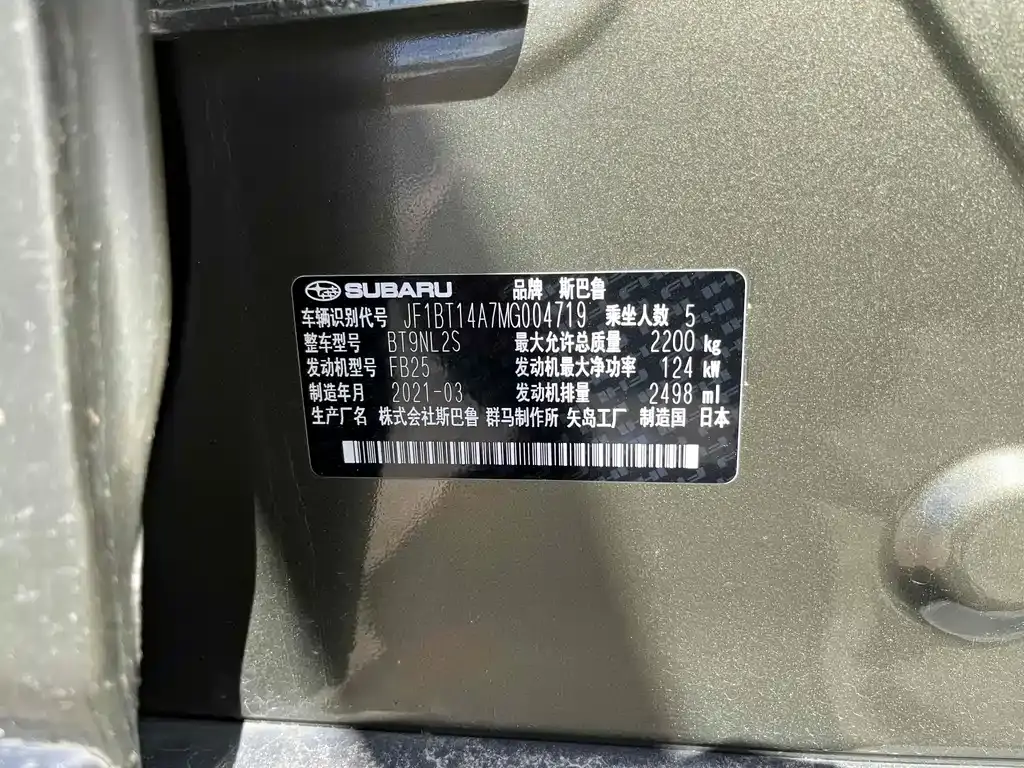 SUBARU 品牌 斯巴鲁
车辆识别代号 JF1BT14A7MG004719 乘坐人数 5
整车型号 BT9NL2S 最大允许总质量 2200 kg
发动机型号 FB25 发动机最大净功率 124 kW
制造年月 2021-03 发动机排量 2498 ml
生产厂名 株式会社斯巴鲁 群马制作所 矢岛工厂 制造国 日本